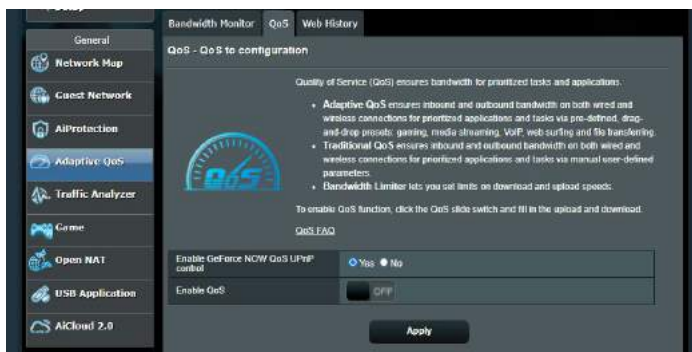 Bandwidth Monitor QoS Web History
General
QoS - QoS to configuration
Network Map
Quality of Service (QoS) ensures bandwidth for prioritized tasks and applications.
Guest Network
• Adaptive QoS ensures inbound and outbound bandwidth on both wired and
wireless connections for prioritized applications and tasks via pre-defined, drag-
and-drop presets: gaming, media streaming, VoIP, web surfing and file transferring.
AiProtection
• Traditional QoS ensures inbound and outbound bandwidth on both wired and
wireless connections for prioritized applications and tasks via manual user-defined
parameters.
Adaptive QoS
• Bandwidth Limiter lets you set limits on download and upload speeds.
QoS
Traffic Analyzer
To enable QoS function, click the QoS slide switch and fill in the upload and download.
Game
QoS FAQ
Open NAT
Enable GeForce NOW QoS UPnP
control
Yes No
USB Application
Enable QoS
OFF
AiCloud 2.0
Apply